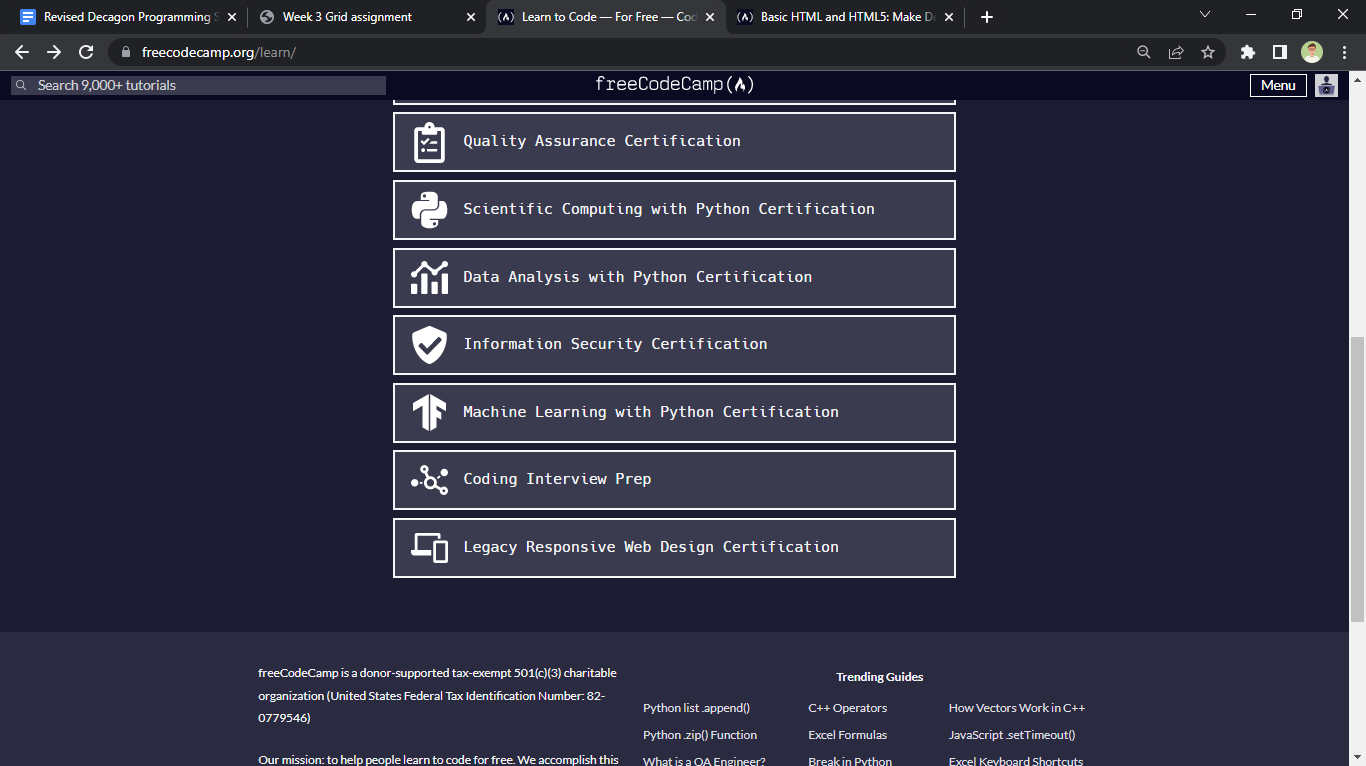 Revised Decagon Programming S
Week 3 Grid assignment
Learn to Code — For Free — Cod
Basic HTML and HTML5: Make De
freecodecamp.org/learn/
Search 9,000+ tutorials
freeCodeCamp
Menu
Quality Assurance Certification
Scientific Computing with Python Certification
Data Analysis with Python Certification
Information Security Certification
Machine Learning with Python Certification
Coding Interview Prep
Legacy Responsive Web Design Certification
freeCodeCamp is a donor-supported tax-exempt 501(c)(3) charitable
organization (United States Federal Tax Identification Number: 82-
0779546)
Our mission: to help people learn to code for free. We accomplish this
Trending Guides
Python list .append()
C++ Operators
How Vectors Work in C++
Python .zip() Function
Excel Formulas
JavaScript .setTimeout()
What is a QA Engineer?
Break in Python
Excel Keyboard Shortcuts